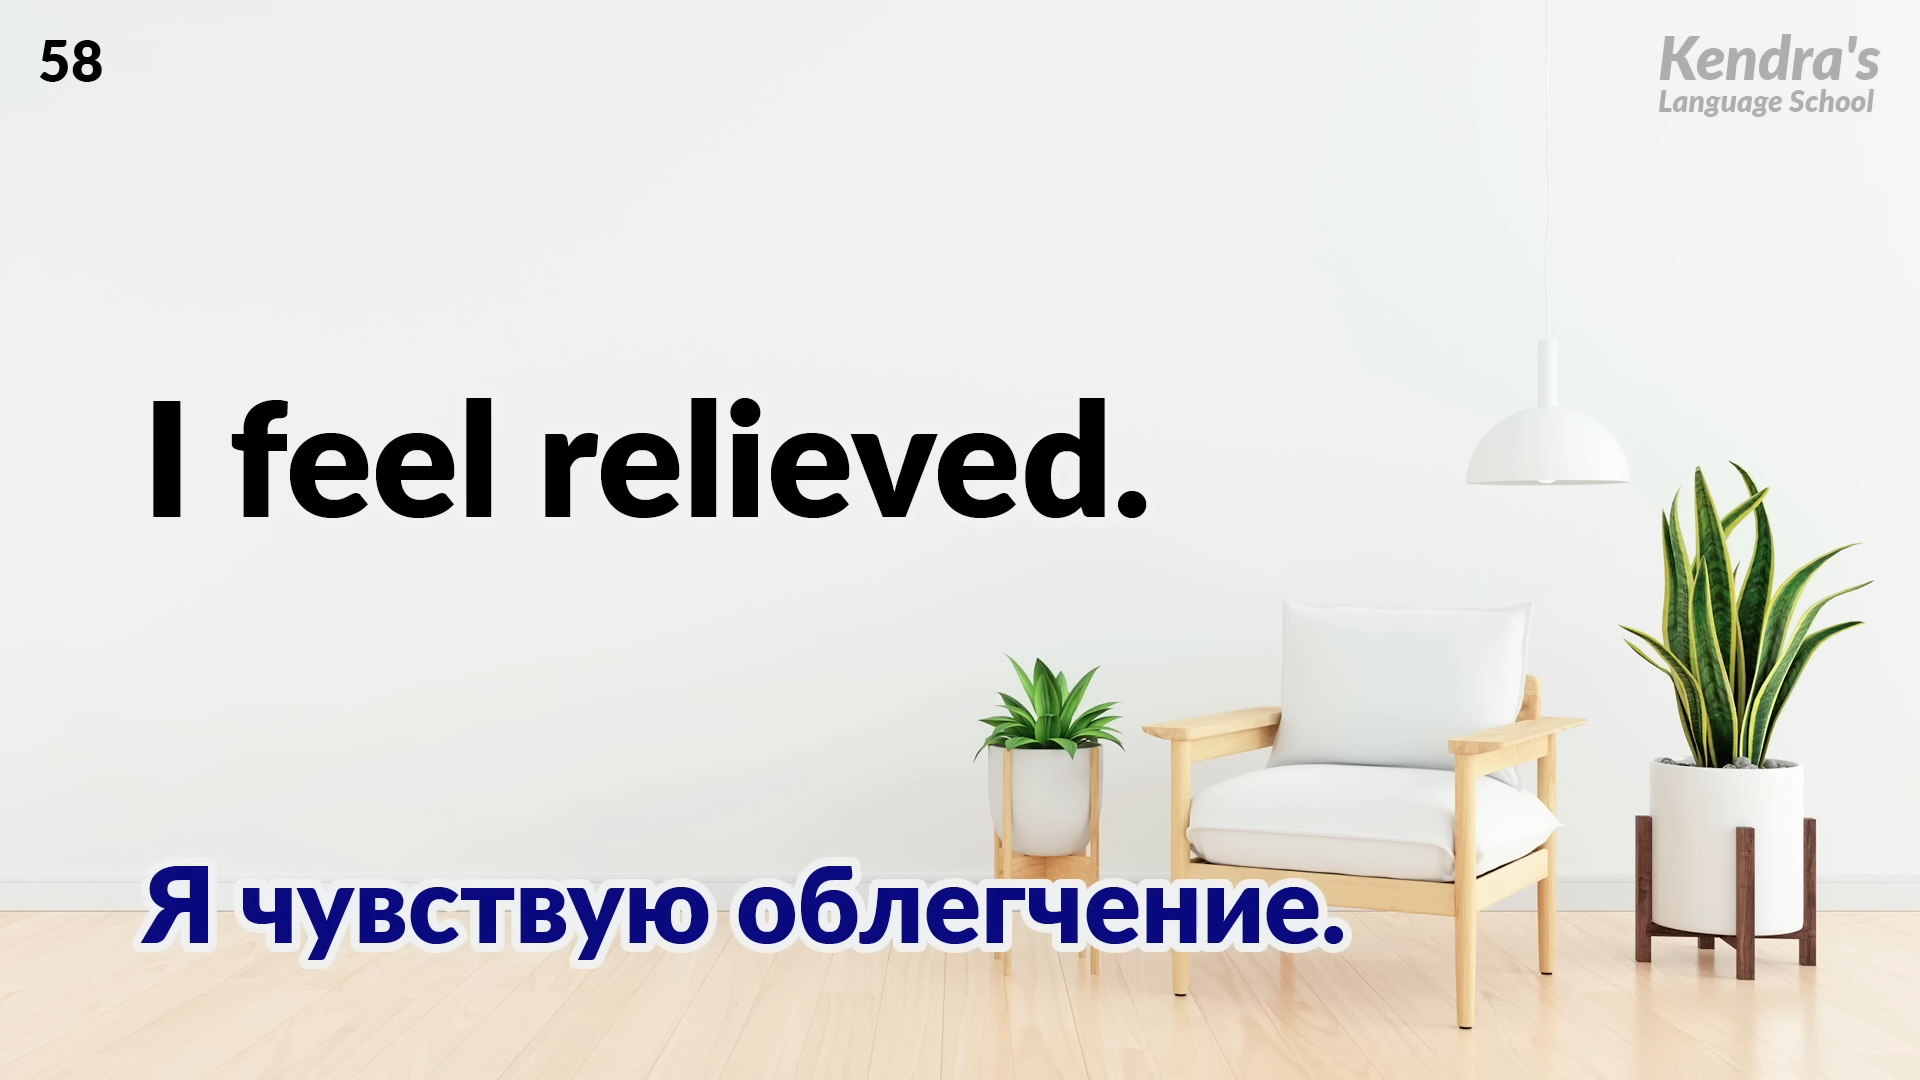 58
Kendra's
Language School
I feel relieved.
Я чувствую облегчение.